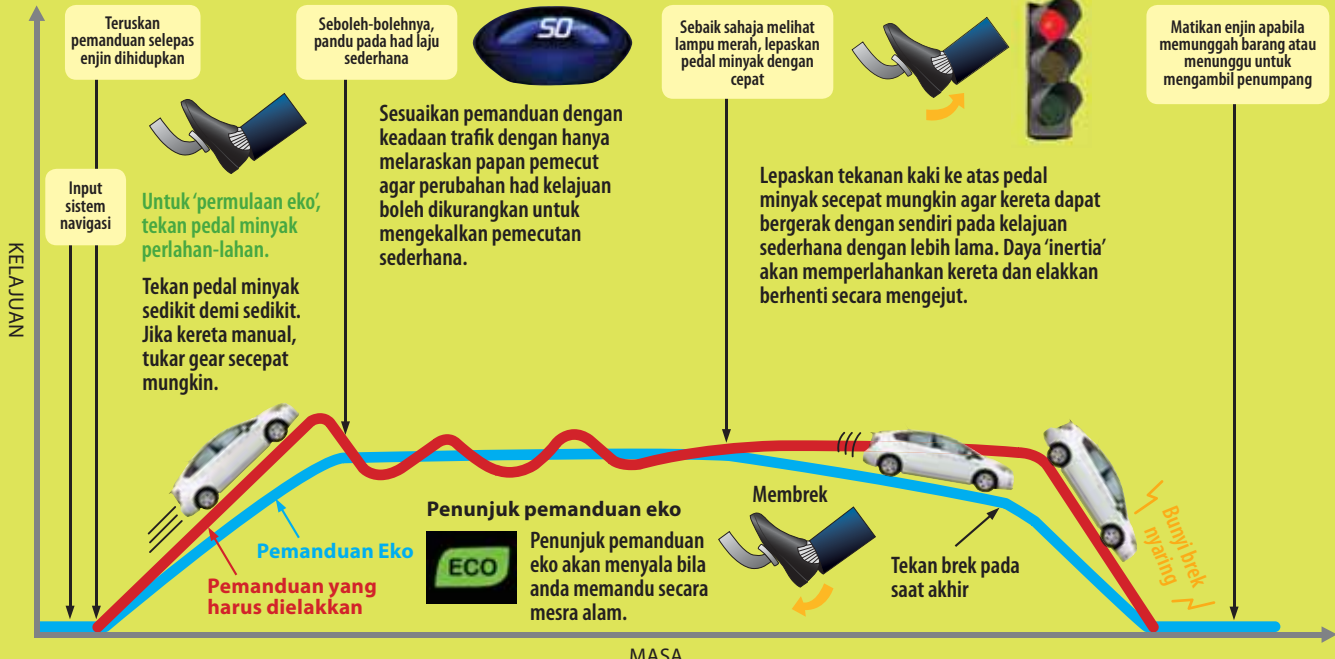 Teruskan
pemanduan selepas
enjin dihidupkan
Seboleh-bolehnya,
pandu pada had laju
sederhana
50
Sebaik sahaja melihat
lampu merah, lepaskan
pedal minyak dengan
cepat
Matikan enjin apabila
memunggah barang atau
menunggu untuk
mengambil penumpang
Input
sistem
navigasi
Untuk ‘permulaan eko’,
tekan pedal minyak
perlahan-lahan.
Tekan pedal minyak
sedikit demi sedikit.
Jika kereta manual,
tukar gear secepat
mungkin.
Sesuaikan pemanduan dengan
keadaan trafik dengan hanya
melaraskan papan pemecut
agar perubahan had kelajuan
boleh dikurangkan untuk
mengekalkan pemecutan
sederhana.
Lepaskan tekanan kaki ke atas pedal
minyak secepat mungkin agar kereta dapat
bergerak dengan sendiri pada kelajuan
sederhana dengan lebih lama. Daya ‘inertia’
akan memperlahankan kereta dan elakkan
berhenti secara mengejut.
KELAJUAN
Pemanduan Eko
Pemanduan yang
harus dielakkan
Penunjuk pemanduan eko
ECO
Penunjuk pemanduan
eko akan menyala bila
anda memandu secara
mesra alam.
Membrek
Tekan brek pada
saat akhir
Bunyi brek
nyaring
MASA